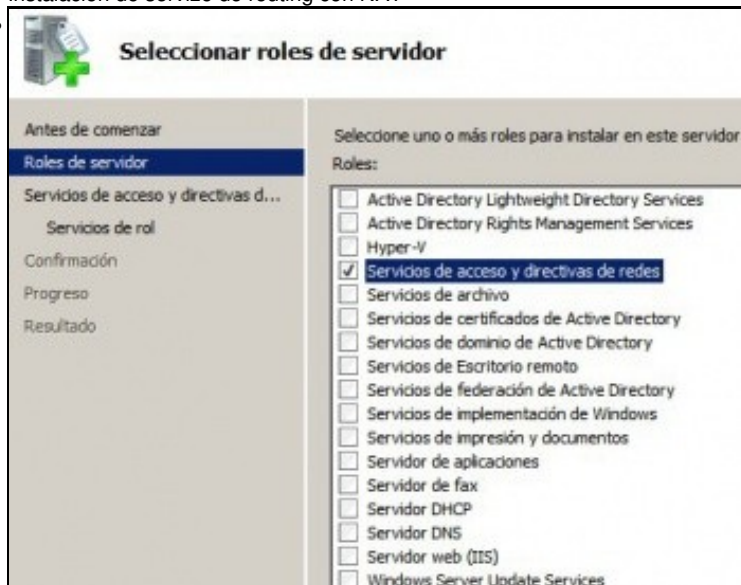 Seleccionar roles de servidor
Antes de comenzar
Roles de servidor
Servicios de acceso y directivas d...
Servicios de rol
Confirmación
Progreso
Resultado
Seleccione uno o más roles para instalar en este servidor
Roles:
Active Directory Lightweight Directory Services
Active Directory Rights Management Services
Hyper-V
Servicios de acceso y directivas de redes
Servicios de archivo
Servicios de certificados de Active Directory
Servicios de dominio de Active Directory
Servicios de Escritorio remoto
Servicios de federación de Active Directory
Servicios de implementación de Windows
Servicios de impresión y documentos
Servidor de aplicaciones
Servidor de fax
Servidor DHCP
Servidor DNS
Servidor web (IIS)
Windows Server Update Services